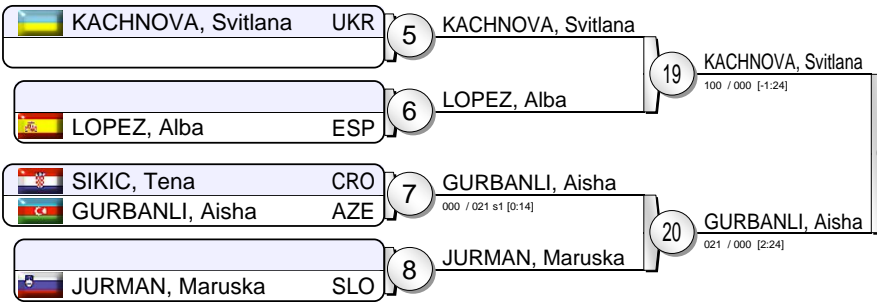 KACHNOVA, Svitlana UKR
5
KACHNOVA, Svitlana
19
KACHNOVA, Svitlana
100 / 000 [-1:24]
LOPEZ, Alba ESP
6
LOPEZ, Alba
SIKIC, Tena CRO
GURBANLI, Aisha AZE
7
GURBANLI, Aisha
000 / 021 s1 [0:14]
20
GURBANLI, Aisha
021 / 000 [2:24]
JURMAN, Maruska SLO
8
JURMAN, Maruska